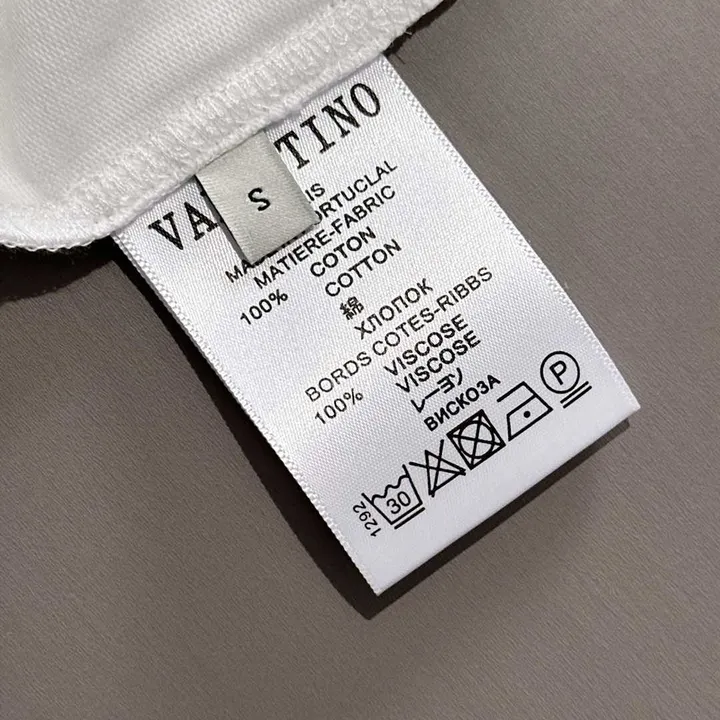 VA TINO
S
IS
MA ORTUCLAL
MATIERE-FABRIC
100% COTON
COTTON
綿
ХЛОПОК
BORDS COTES-RIBBS
100% VISCOSE
VISCOSE
レーヨン
ВИСКОЗА
1292 30 P